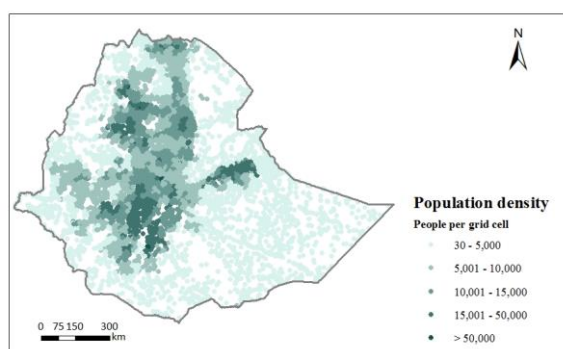 N
Population density
People per grid cell
30 - 5,000
5,001 - 10,000
10,001 - 15,000
15,001 - 50,000
> 50,000
0 75 150 300
km